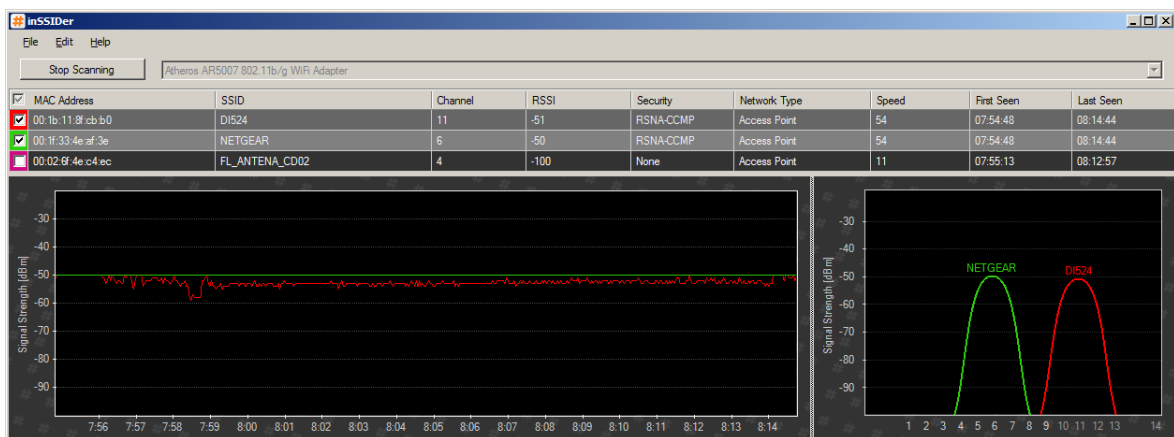 inSSIDer
File Edit Help
Stop Scanning Atheros AR5007 802.11b/g WiFi Adapter
MAC Address SSID Channel RSSI Security Network Type Speed First Seen Last Seen
00:1b:11:8f:cb:b0 DI524 11 -51 RSNA-CCMP Access Point 54 07:54:48 08:14:44
00:1f:33:4e:af:3e NETGEAR 6 -50 RSNA-CCMP Access Point 54 07:54:48 08:14:44
00:02:6f:4e:c4:ec FL_ANTENA_CD02 4 -100 None Access Point 11 07:55:13 08:12:57
Signal Strength [dBm]
-30
-40
-50
-60
-70
-80
-90
7:56 7:57 7:58 7:59 8:00 8:01 8:02 8:03 8:04 8:05 8:06 8:07 8:08 8:09 8:10 8:11 8:12 8:13 8:14
Signal Strength [dBm]
-30
-40
-50
-60
-70
-80
-90
NETGEAR DI524
1 2 3 4 5 6 7 8 9 10 11 12 13 14